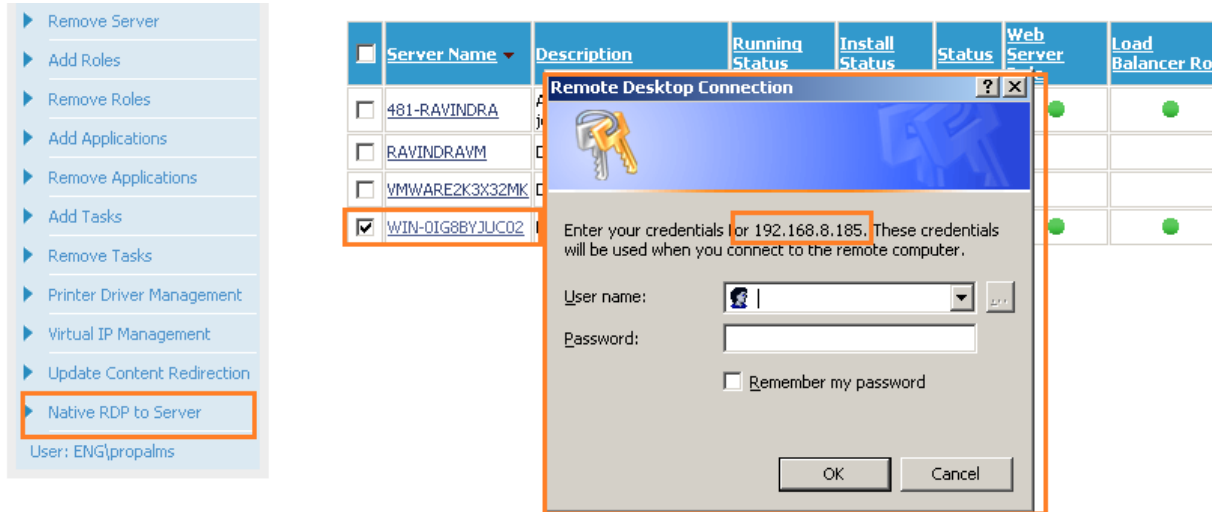 Remove Server
Add Roles
Remove Roles
Add Applications
Remove Applications
Add Tasks
Remove Tasks
Printer Driver Management
Virtual IP Management
Update Content Redirection
Native RDP to Server
User: ENG\propalms
Server Name Description Running Status Install Status Status Web Server Load Balancer Ro
481-RAVINDRA
RAVINDRAVM D
VMWARE2K3X32MK D
WIN-0IG8BYJUC02
Remote Desktop Connection
Enter your credentials for 192.168.8.185. These credentials
will be used when you connect to the remote computer.
User name:
Password:
Remember my password
OK Cancel